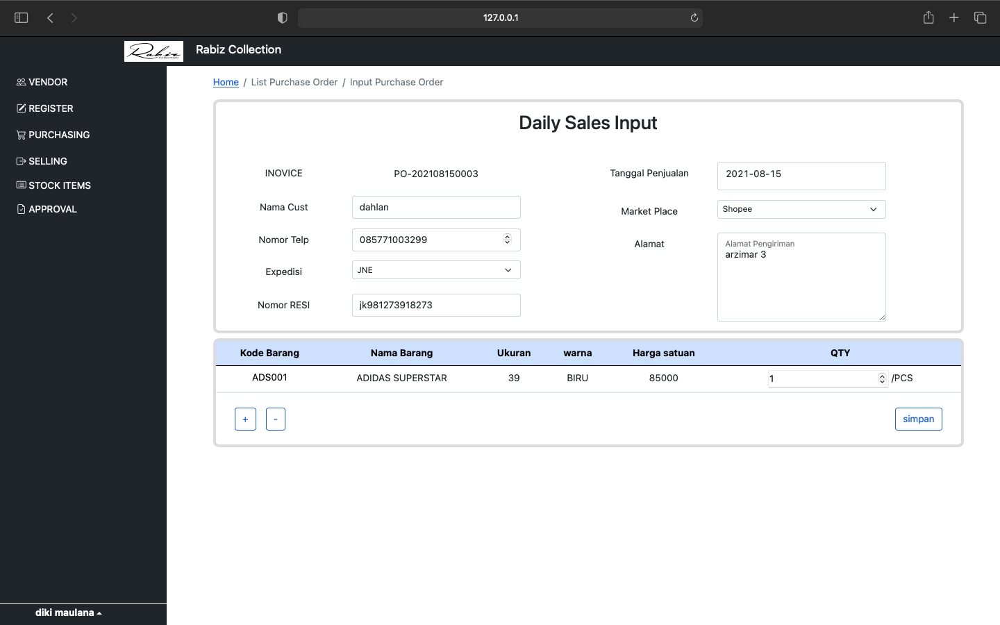 127.0.0.1
Rabiz Collection Rabiz Collection
VENDOR
REGISTER
PURCHASING
SELLING
STOCK ITEMS
APPROVAL
diki maulana
Home / List Purchase Order / Input Purchase Order
Daily Sales Input
INOVICE PO-202108150003
Nama Cust dahlan
Nomor Telp 085771003299
Expedisi JNE
Nomor RESI jk981273918273
Tanggal Penjualan 2021-08-15
Market Place Shopee
Alamat Alamat Pengiriman
arzimar 3
Kode Barang Nama Barang Ukuran warna Harga satuan QTY
ADS001 ADIDAS SUPERSTAR 39 BIRU 85000 1 /PCS
+ - simpan